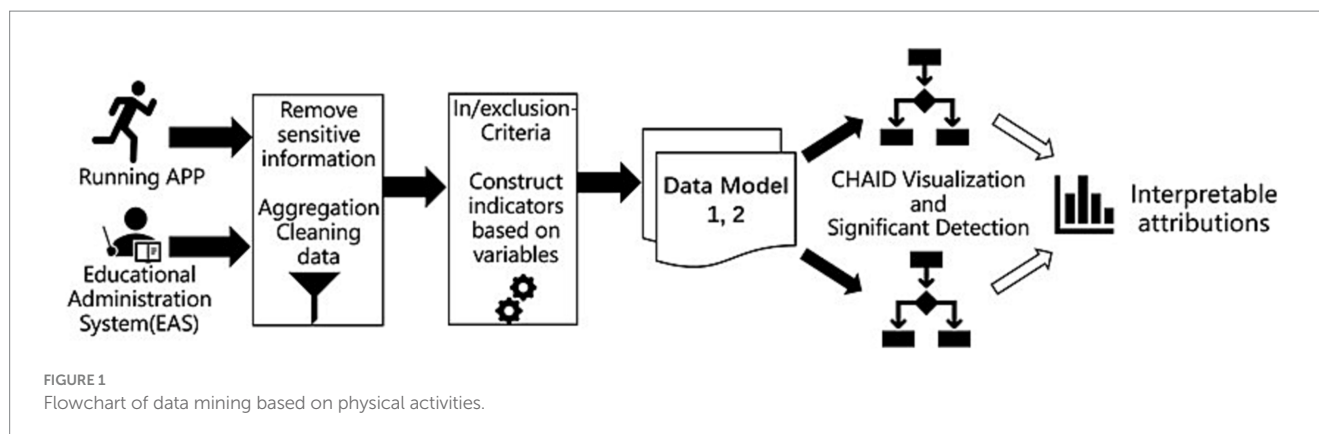 Running APP
Educational
Administration
System(EAS)
Remove
sensitive
information
Aggregation
Cleaning
data
In/exclusion-
Criteria
Construct
indicators
based on
variables
Data Model
1, 2
CHAID Visualization
and
Significant Detection
Interpretable
attributions
FIGURE 1
Flowchart of data mining based on physical activities.